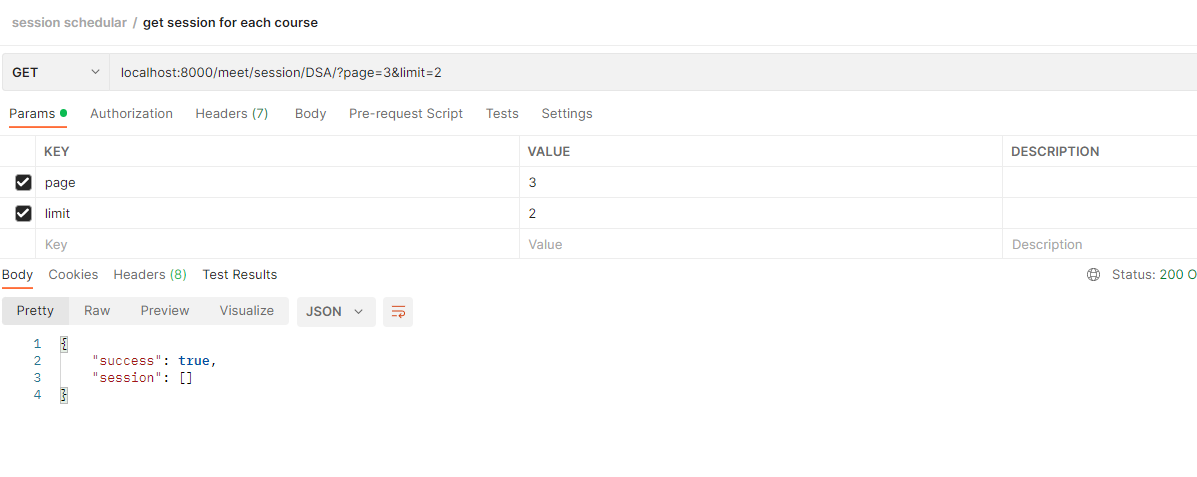 session schedular / get session for each course
GET localhost:8000/meet/session/DSA/?page=3&limit=2
Params Authorization Headers (7) Body Pre-request Script Tests Settings
KEY VALUE DESCRIPTION
page 3
limit 2
Key Value Description
Body Cookies Headers (8) Test Results Status: 200 O
Pretty Raw Preview Visualize JSON
1 {
2 "success": true,
3 "session": []
4 }